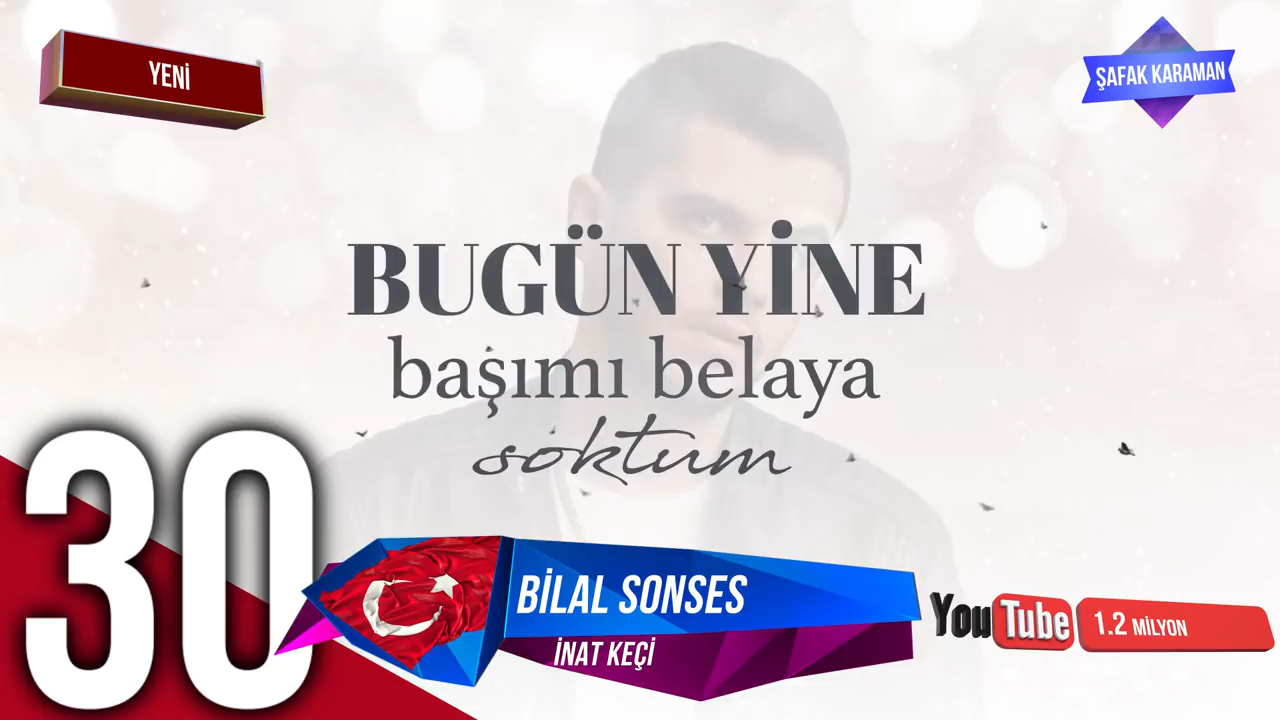 YENİ
ŞAFAK KARAMAN
BUGÜN YİNE
başımı belaya
soktum
30
BİLAL SONSES
İNAT KEÇİ
YouTube
1.2 MİLYON